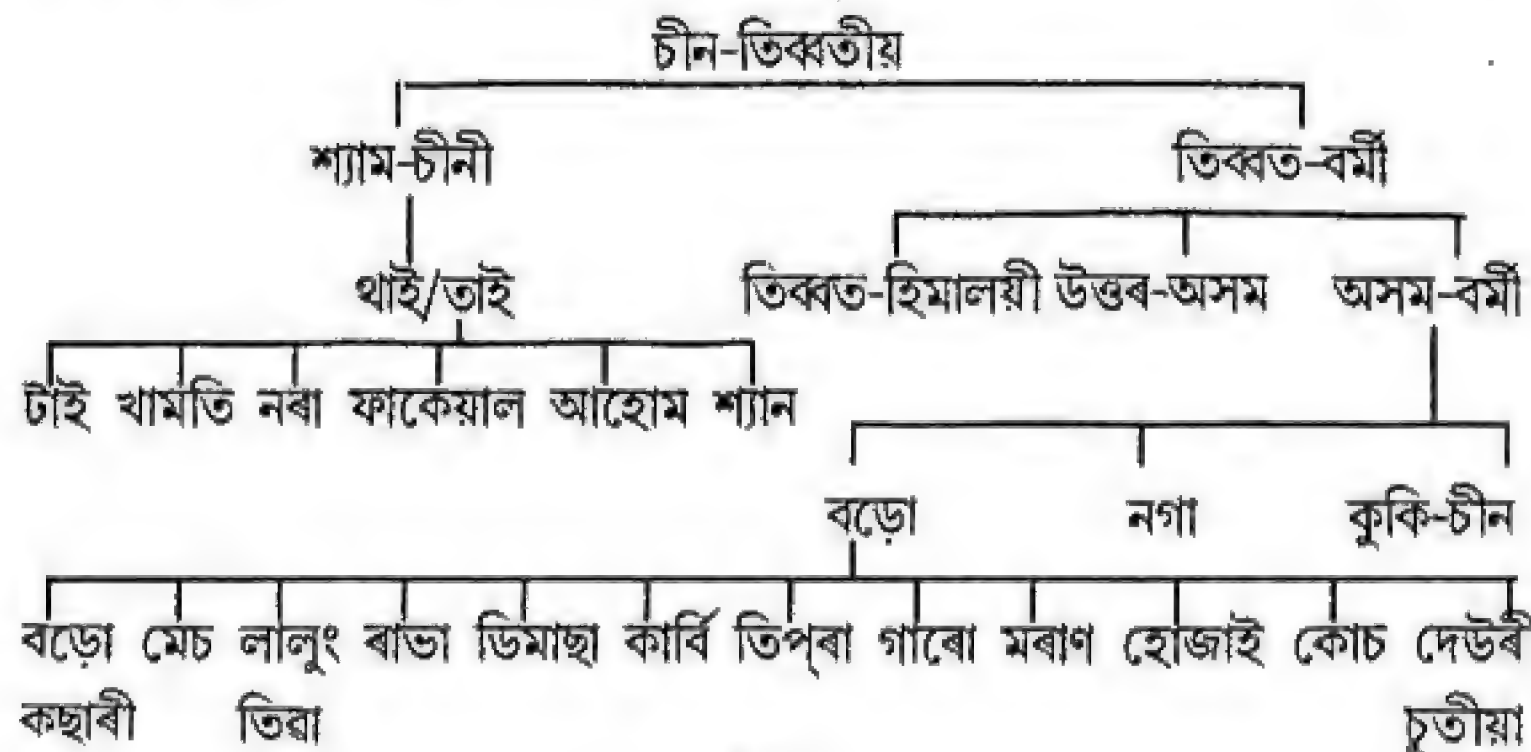 চীন-তিব্বতীয়
শ্যাম-চীনী তিব্বত-বৰ্মী
থাই/তাই তিব্বত-হিমালয়ী উত্তৰ-অসম অসম-বৰ্মী
টাই খামতি নৰা ফাকেয়াল আহোম শ্যান
বড়ো নগা কুকি-চীন
বড়ো মেচ লালুং ৰাভা ডিমাছা কাৰ্বি তিপ্ৰা গাৰো মৰাণ হোজাই কোচ দেউৰী
কছাৰী তিৱা চুতীয়া